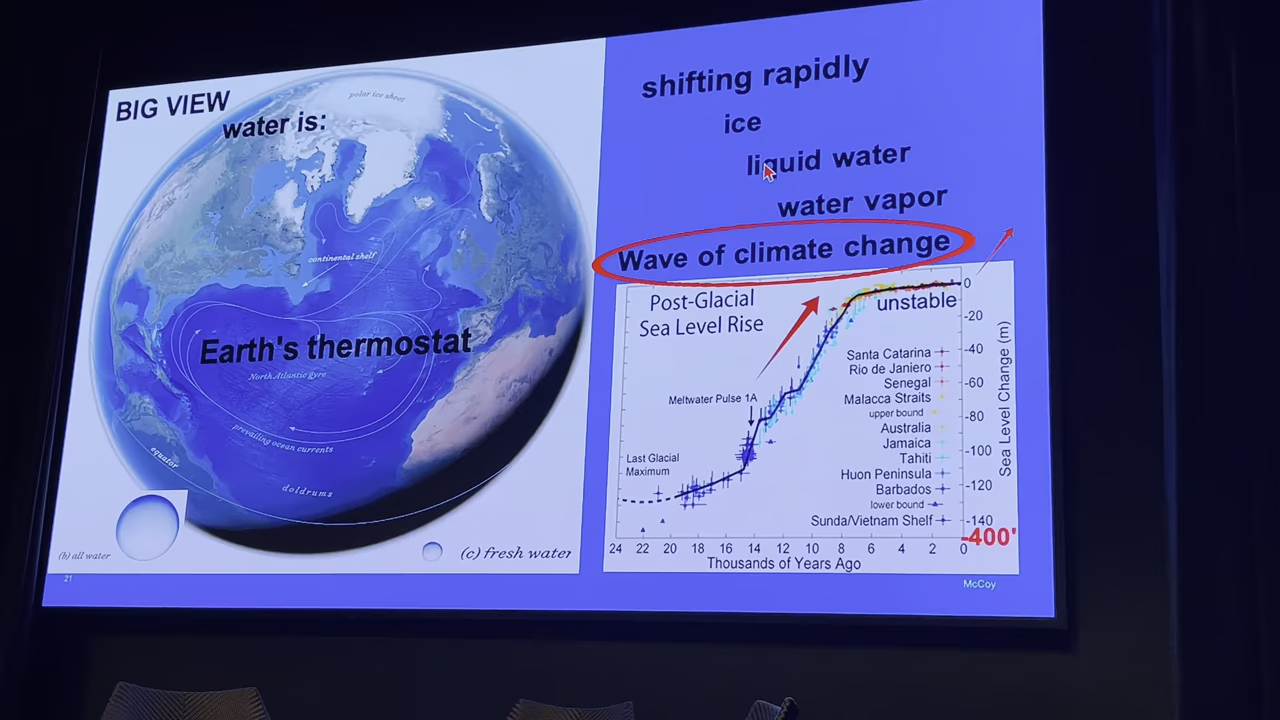 BIG VIEW
water is:
polar ice sheet
continental shelf
Earth's thermostat
North Atlantic gyre
prevailing ocean currents
equator
doldrums
(b) all water
(c) fresh water
21
shifting rapidly
ice
liquid water
water vapor
Wave of climate change
Post-Glacial
Sea Level Rise
unstable
Meltwater Pulse 1A
Last Glacial
Maximum
Santa Catarina
Rio de Janiero
Senegal
Malacca Straits
upper bound
Australia
Jamaica
Tahiti
Huon Peninsula
Barbados
lower bound
Sunda/Vietnam Shelf
0
-20
-40
-60
-80
-100
-120
-140
-400'
Sea Level Change (m)
24 22 20 18 16 14 12 10 8 6 4 2 0
Thousands of Years Ago
McCoy